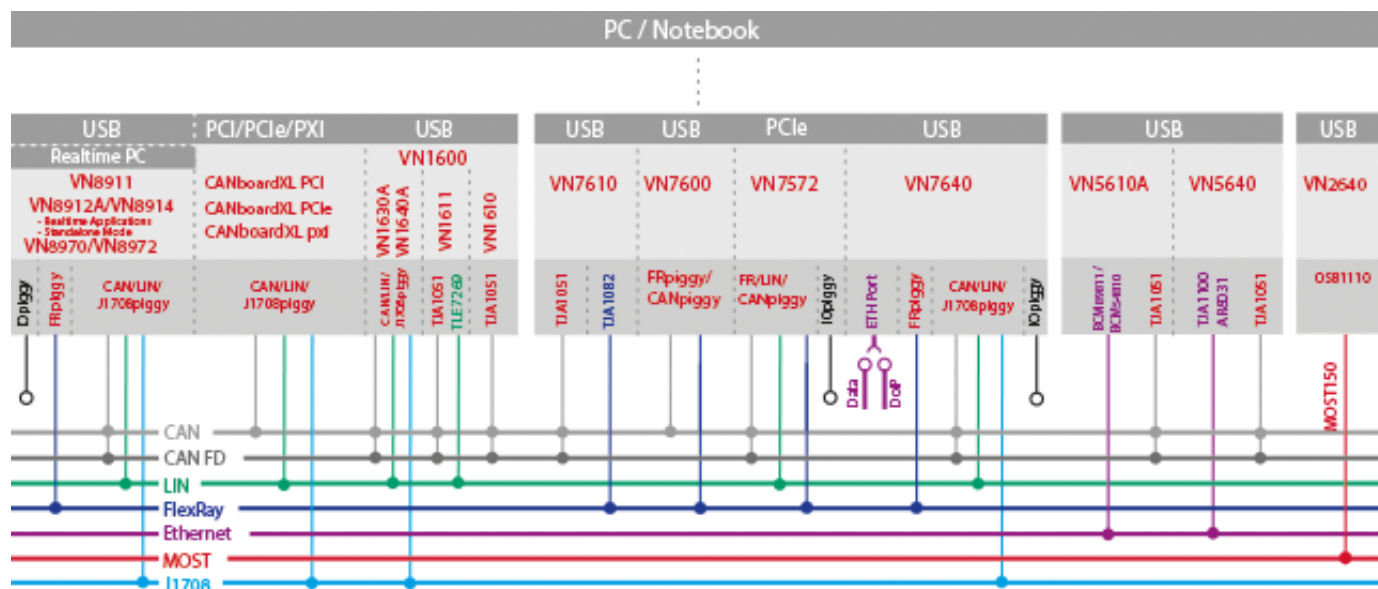 PC / Notebook
USB
PCI/PCIe/PXI
USB
USB
USB
PCIe
USB
USB
USB
Realtime PC
VN8911
VN8912A/VN8914
- Realtime Applications
- Standalone Mode
VN8970/VN8972
CANboardXL PCI
CANboardXL PCIe
CANboardXL pxi
VN1600
VN1630A
VN1640A
VN1611
VN1610
VN7610
VN7600
VN7572
VN7640
VN5610A
VN5640
VN2640
IOpiggy
FRpiggy
CAN/LIN/
J1708piggy
CAN/LIN/
J1708piggy
CAN/LIN/
J1708piggy
TJA1051
TLE7269
TJA1051
TJA1051
TJA1082
FRpiggy/
CANpiggy
FR/LIN/
CANpiggy
IOpiggy
ETH Port
FRpiggy
CAN/LIN/
J1708piggy
IOpiggy
BCM89811/
BCM54810
TJA1051
TJA1100
AR8031
TJA1051
OS81110
Data
DoIP
MOST150
CAN
CAN FD
LIN
FlexRay
Ethernet
MOST
J1708